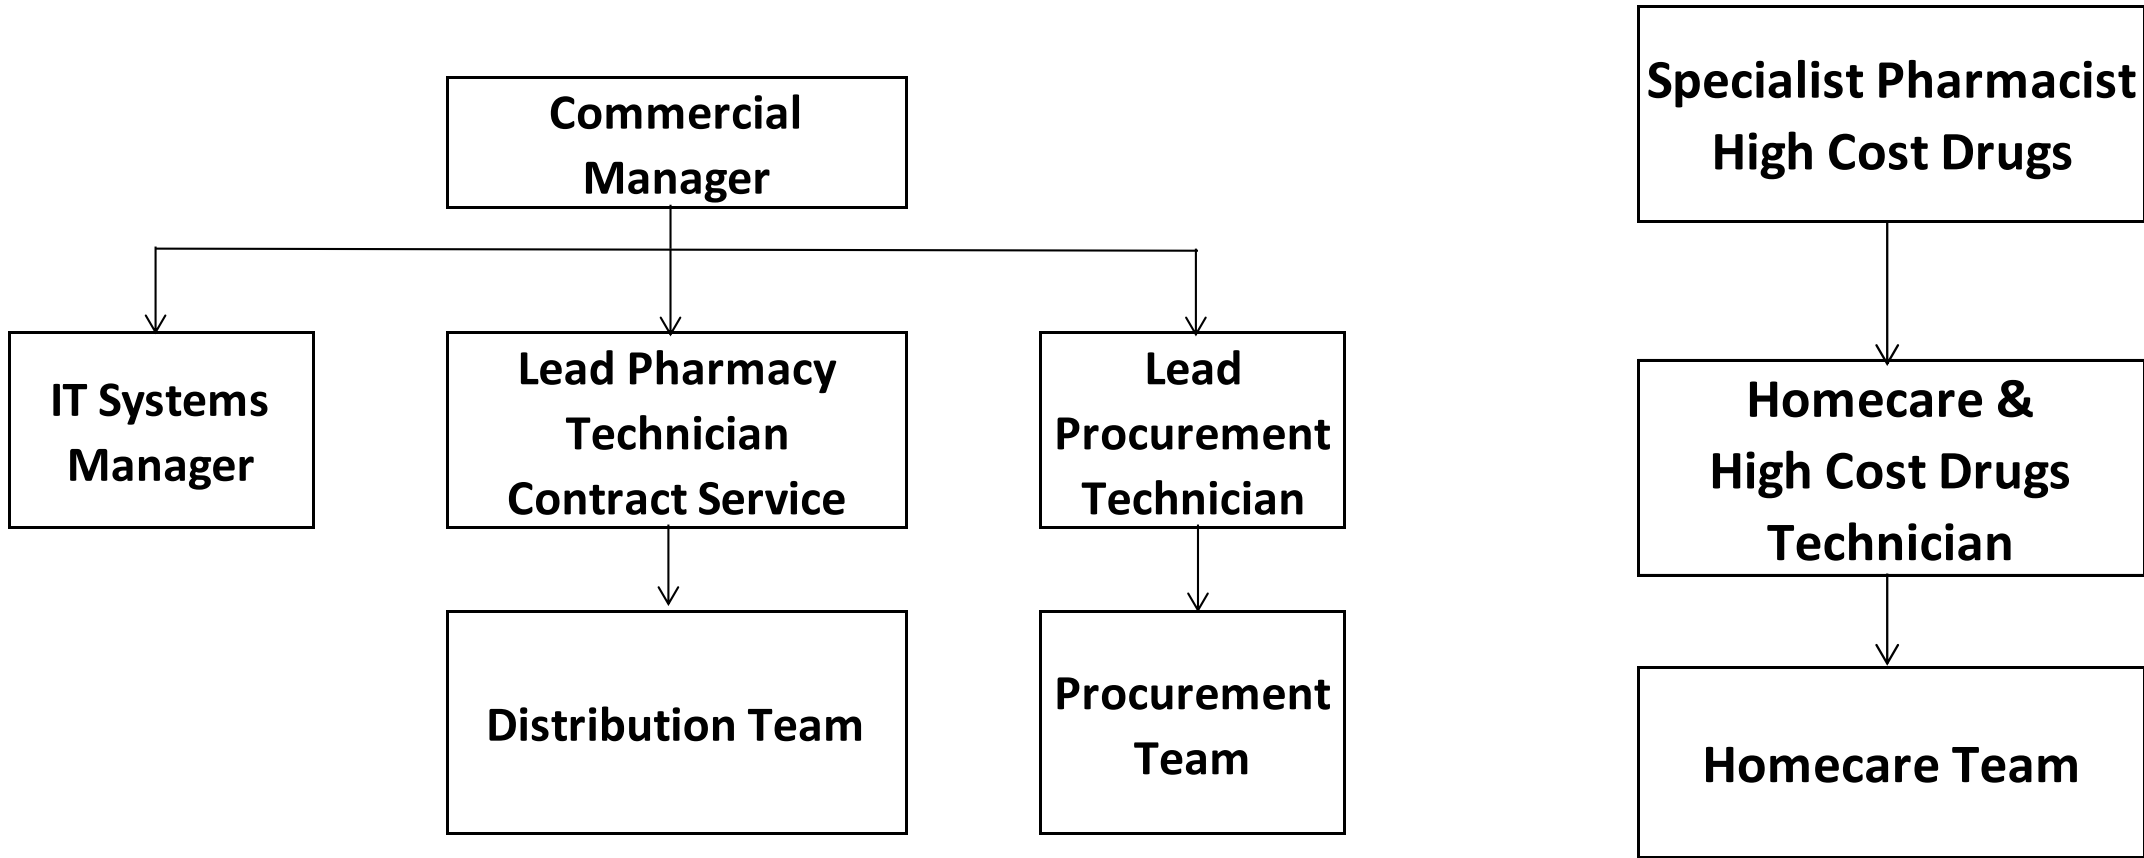 Commercial
Manager
IT Systems
Manager
Lead Pharmacy
Technician
Contract Service
Lead
Procurement
Technician
Distribution Team
Procurement
Team
Specialist Pharmacist
High Cost Drugs
Homecare &
High Cost Drugs
Technician
Homecare Team